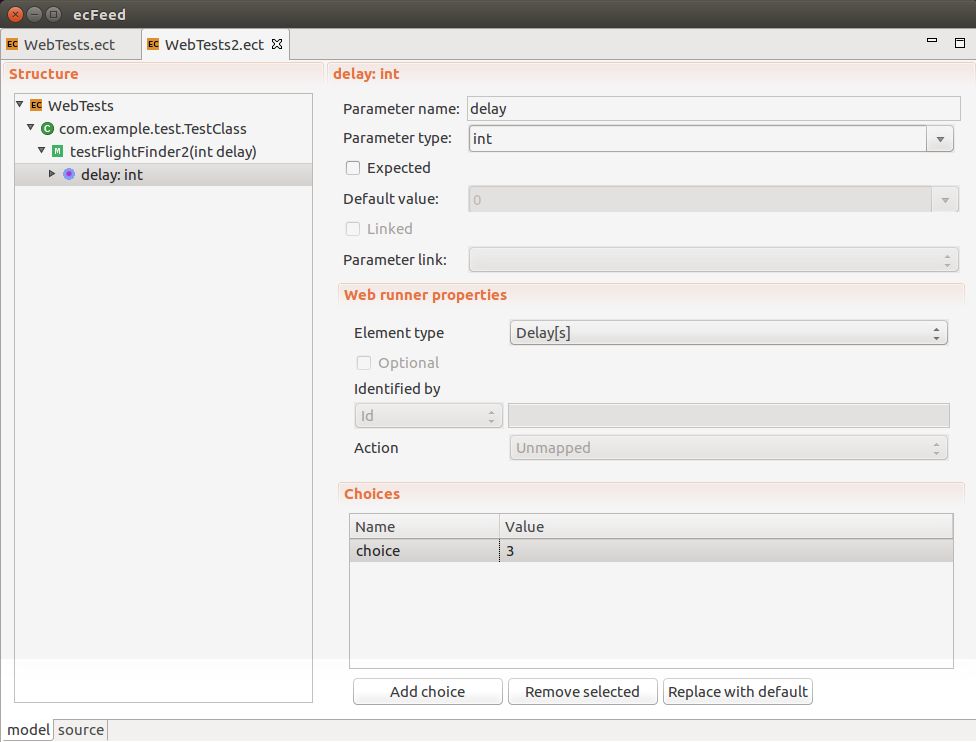 ecFeed
EC WebTests.ect
EC WebTests2.ect
Structure
EC WebTests
C com.example.test.TestClass
M testFlightFinder2(int delay)
delay: int
delay: int
Parameter name: delay
Parameter type: int
Expected
Default value: 0
Linked
Parameter link:
Web runner properties
Element type Delay[s]
Optional
Identified by
Id
Action Unmapped
Choices
Name Value
choice 3
Add choice Remove selected Replace with default
model source